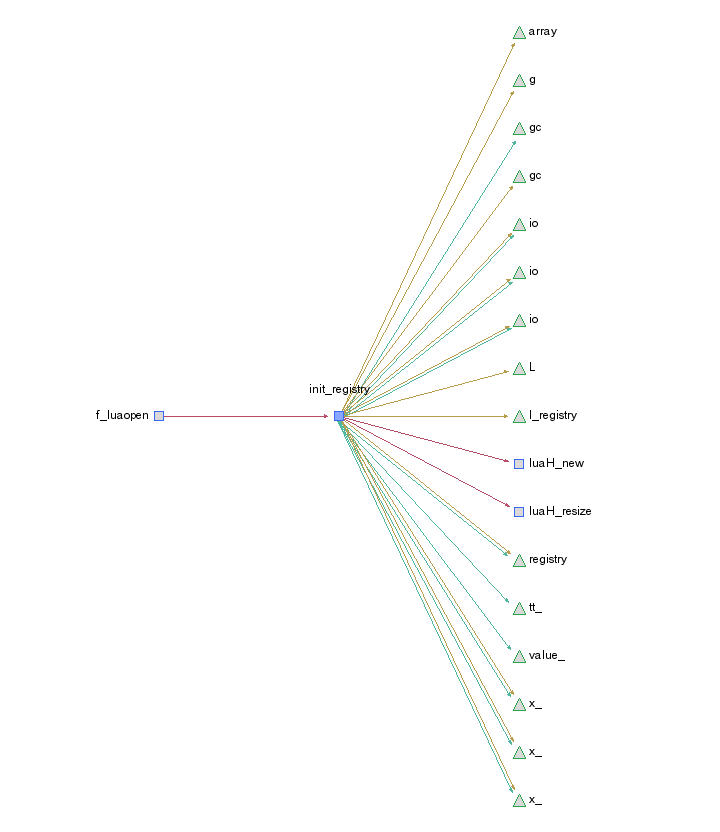 array
g
gc
gc
io
io
io
L
init_registry
f_luaopen
l_registry
luaH_new
luaH_resize
registry
tt_
value_
x_
x_
x_